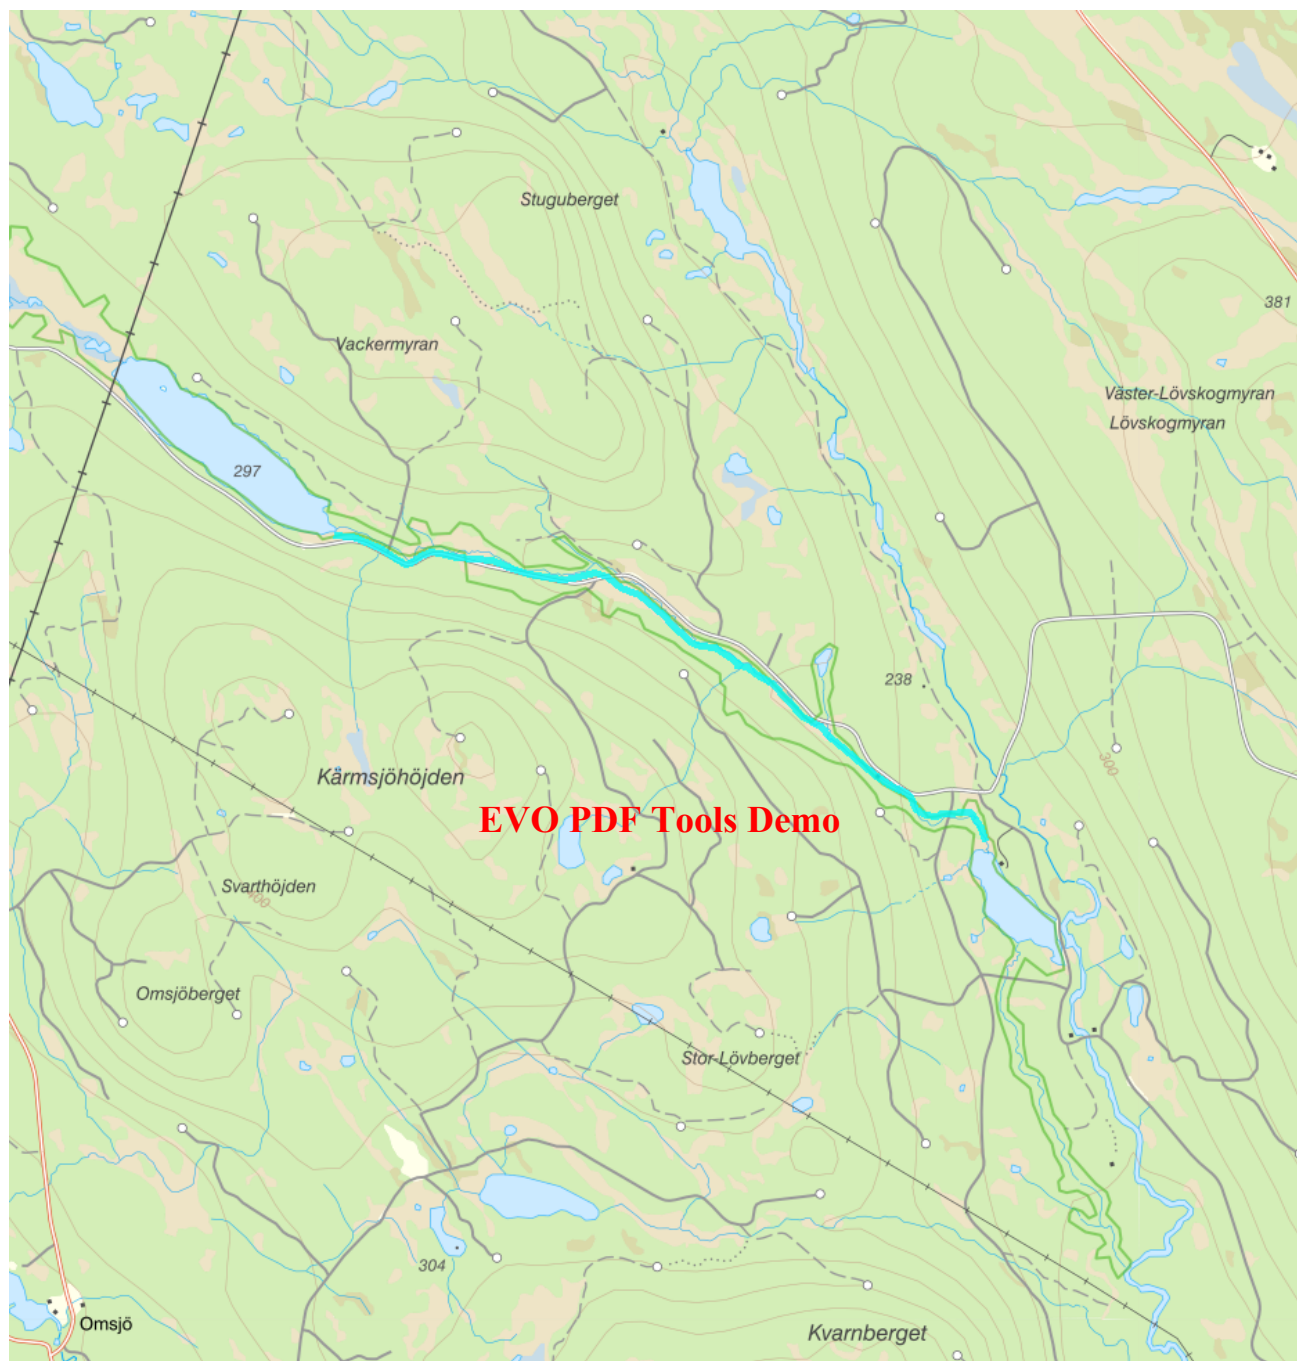 Stuguberget
381
Vackermyran
Väster-Lövskogmyran
Lövskogmyran
297
238
300
Kärmsjöhöjden
EVO PDF Tools Demo
Svarthöjden
400
Omsjöberget
Stor-Lövberget
304
Omsjö
Kvarnberget